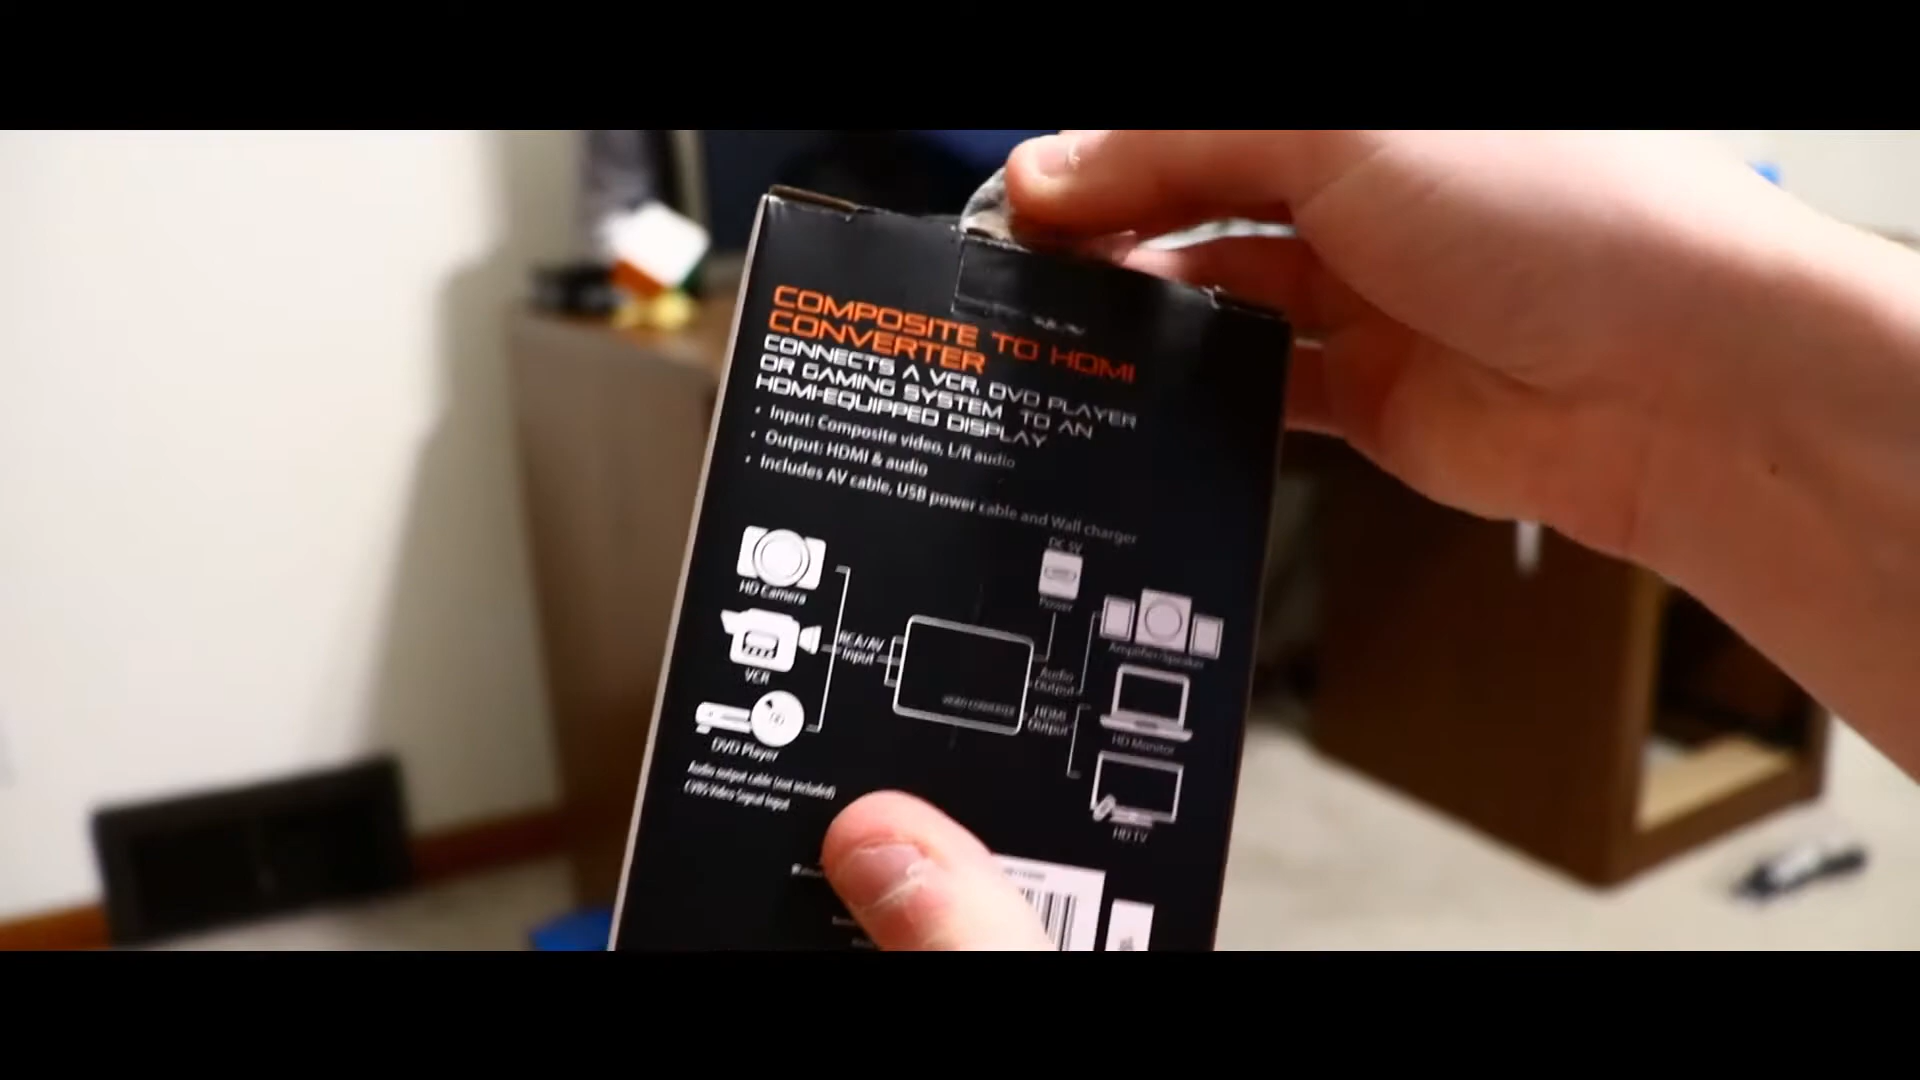 COMPOSITE TO HDMI
CONVERTER
CONNECTS A VCR, DVD PLAYER
OR GAMING SYSTEM TO AN
HDMI-EQUIPPED DISPLAY
• Input: Composite video, L/R audio
• Output: HDMI & audio
• Includes AV cable, USB power cable and Wall charger
DC 5V
Power
HD Camera
VCR
DVD Player
RCA/AV
Input
VIDEO CONVERTER
Audio
Output
HDMI
Output
Amplifier/Speaker
HD Monitor
HD TV
Audio output cable (not included)
CVBS Video Signal Input